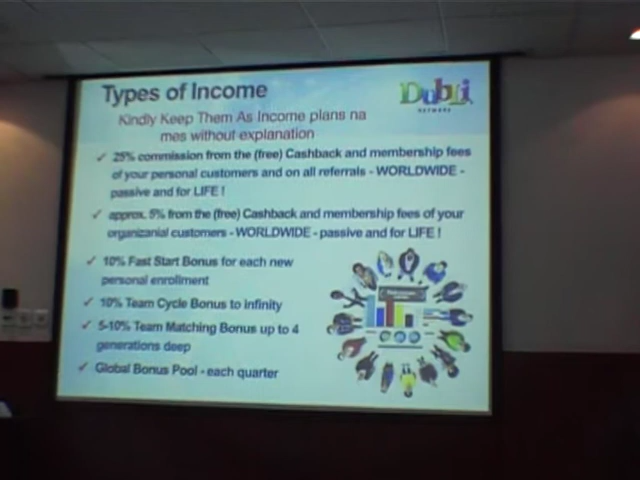 Types of Income
DubLi
NETWORK
Kindly Keep Them As Income plans na
mes without explanation
25% commission from the (free) Cashback and membership fees
of your personal customers and on all referrals - WORLDWIDE -
passive and for LIFE !
approx. 5% from the (free) Cashback and membership fees of your
organizanial customers - WORLDWIDE - passive and for LIFE !
10% Fast Start Bonus for each new
personal enrollment
10% Team Cycle Bonus to infinity
5-10% Team Matching Bonus up to 4
generations deep
Global Bonus Pool - each quarter